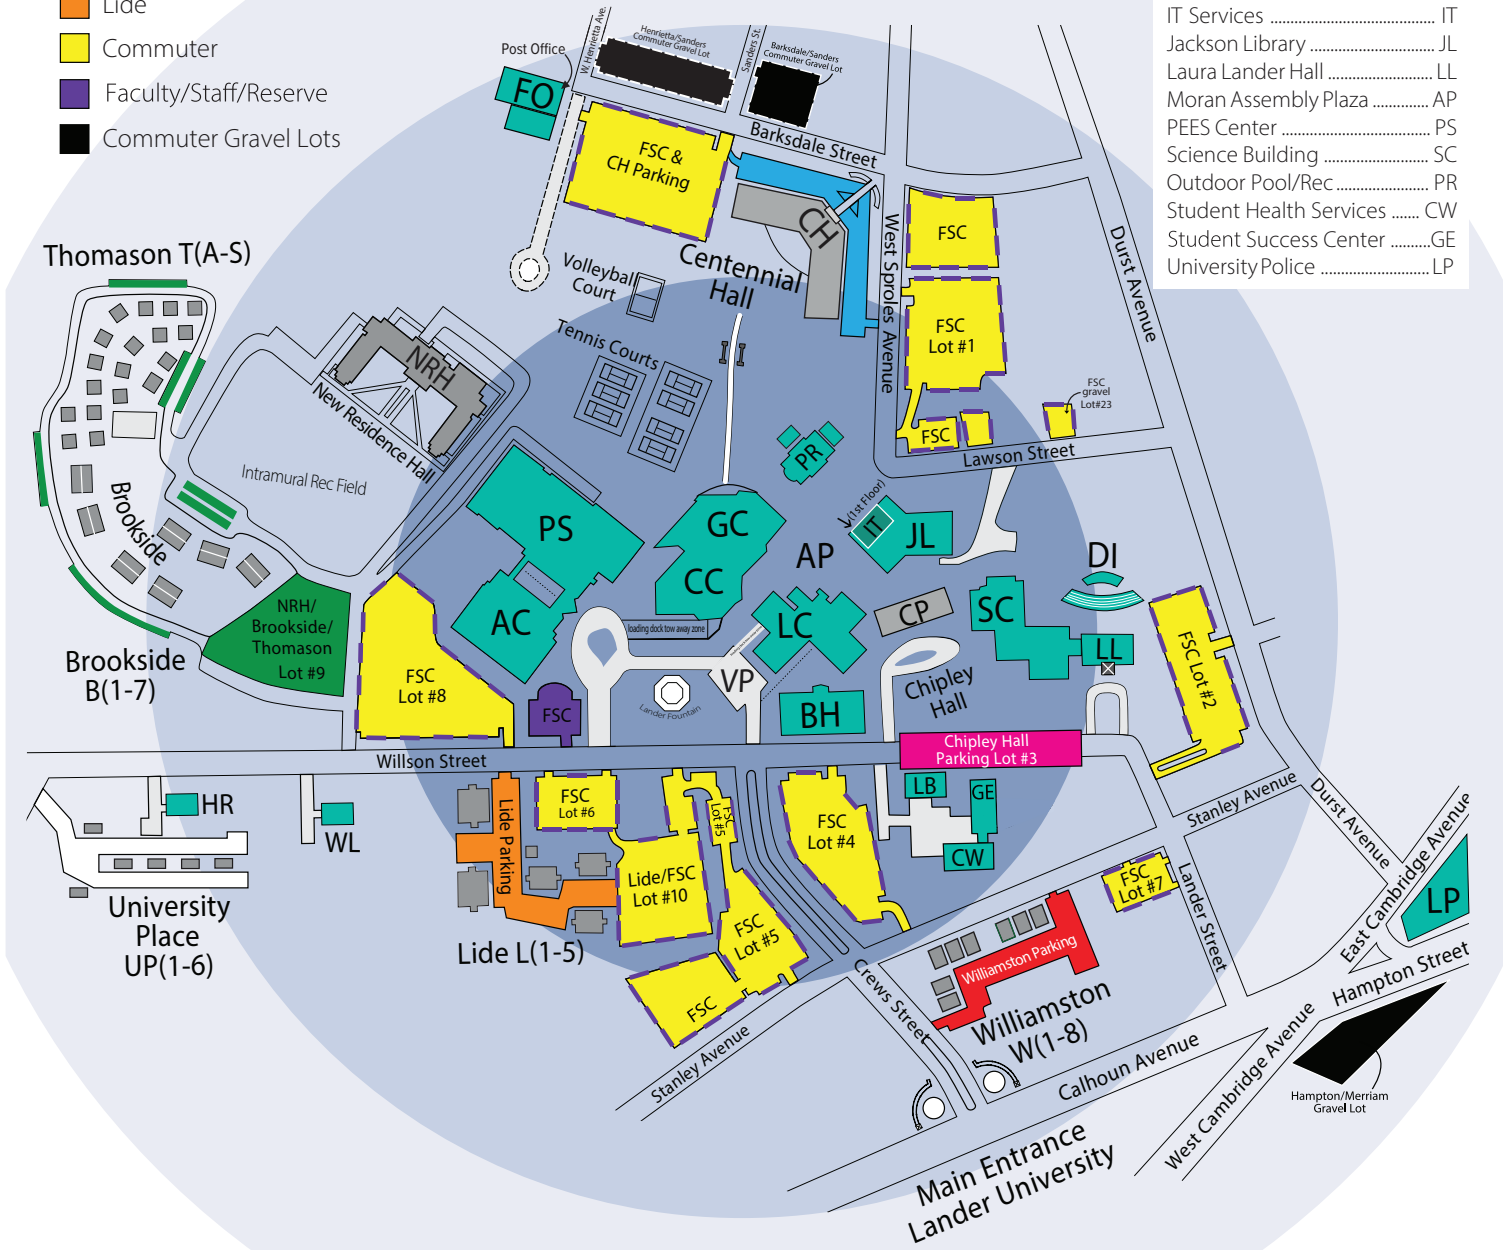 Lide
Commuter
Faculty/Staff/Reserve
Commuter Gravel Lots
IT Services ................................... IT
Jackson Library .......................... JL
Laura Lander Hall ...................... LL
Moran Assembly Plaza ............ AP
PEES Center ................................ PS
Science Building ...................... SC
Outdoor Pool/Rec .................... PR
Student Health Services ...... CW
Student Success Center .........GE
University Police .......................LP
Post Office
FO
W. Henrietta Ave.
Henrietta/Sanders
Commuter Gravel Lot
Sanders St.
Barksdale/Sanders
Commuter Gravel Lot
Barksdale Street
FSC &
CH Parking
CH
Centennial
Hall
West Sproles Avenue
Durst Avenue
FSC
FSC
Lot #1
FSC
FSC
gravel
Lot#23
Lawson Street
Thomason T(A-S)
Volleyball
Court
Tennis Courts
NRH
New Residence Hall
Intramural Rec Field
Brookside
PR
(1st Floor)
IT
JL
PS
GC
CC
AP
AC
LC
CP
SC
DI
LL
loading dock tow away zone
NRH/
Brookside/
Thomason
Lot #9
Brookside
B(1-7)
FSC
Lot #8
FSC
VP
Lander Fountain
BH
Chipley
Hall
FSC Lot #2
Chipley Hall
Parking Lot #3
Willson Street
HR
WL
Lide Parking
FSC
Lot #6
FSC
Lot #5
FSC
Lot #4
LB
GE
CW
Stanley Avenue
Durst Avenue
University
Place
UP(1-6)
Lide L(1-5)
Lide/FSC
Lot #10
FSC
Lot #5
FSC
FSC
Lot #7
Lander Street
East Cambridge Avenue
LP
Hampton Street
Williamston Parking
Williamston
W(1-8)
Crews Street
Stanley Avenue
Calhoun Avenue
West Cambridge Avenue
Hampton/Merriam
Gravel Lot
Main Entrance
Lander University